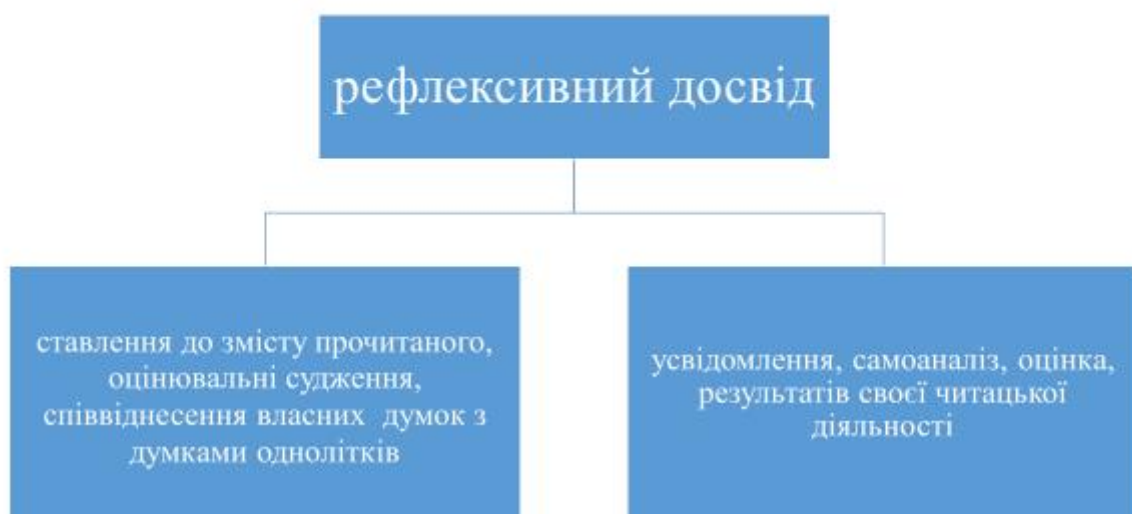 рефлексивний досвід
ставлення до змісту прочитаного,
оцінювальні судження,
співвіднесення власних думок з
думками однолітків
усвідомлення, самоаналіз, оцінка,
результатів своєї читацької
діяльності